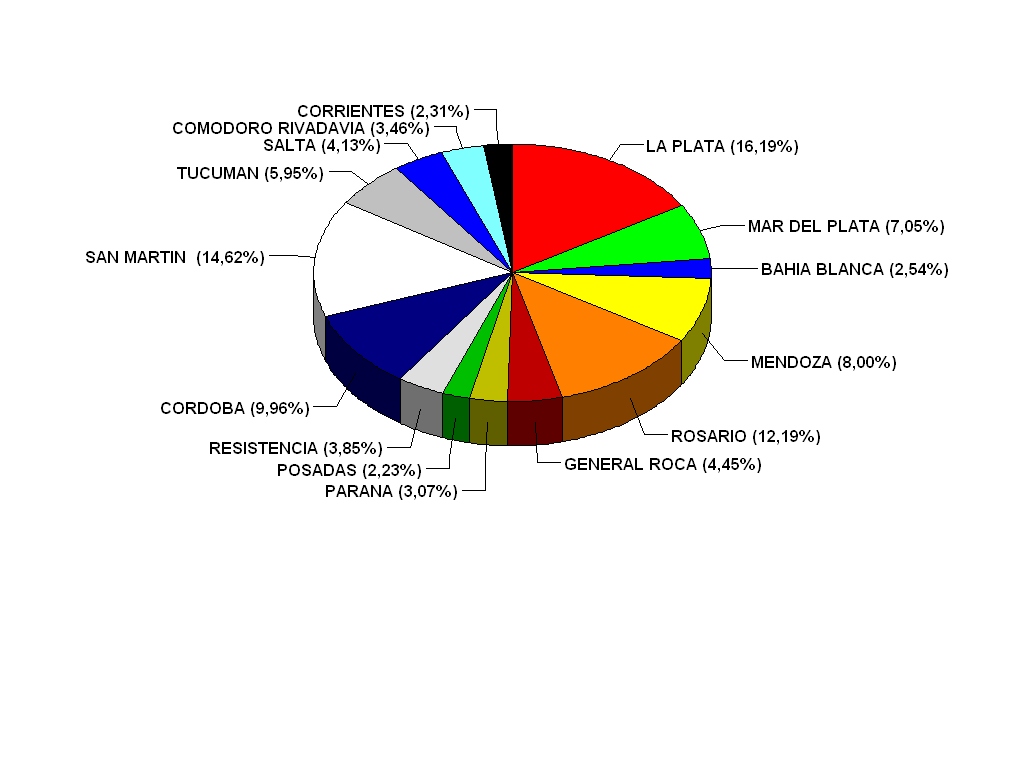 CORRIENTES (2,31%)
COMODORO RIVADAVIA (3,46%)
SALTA (4,13%)
LA PLATA (16,19%)
TUCUMAN (5,95%)
MAR DEL PLATA (7,05%)
SAN MARTIN  (14,62%)
BAHIA BLANCA (2,54%)
MENDOZA (8,00%)
CORDOBA (9,96%)
ROSARIO (12,19%)
RESISTENCIA (3,85%)
GENERAL ROCA (4,45%)
POSADAS (2,23%)
PARANA (3,07%)